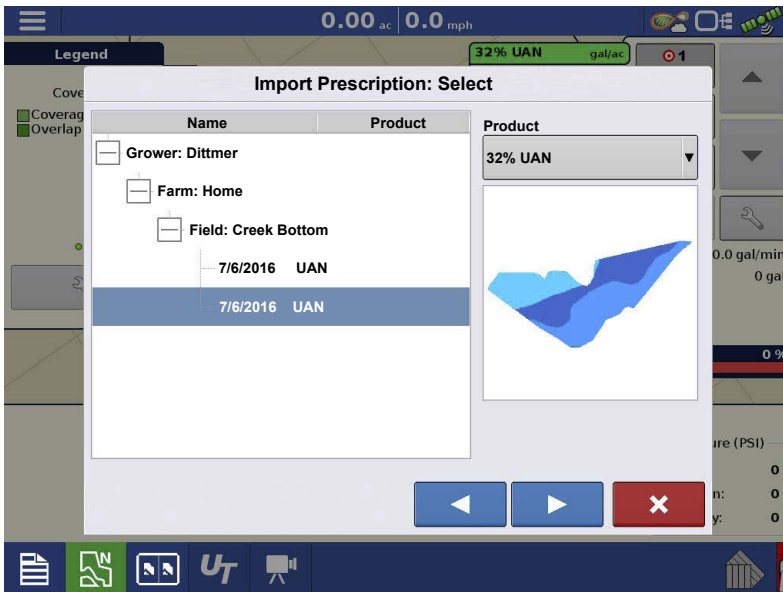 0.00 ac 0.0 mph
Legend
32% UAN gal/ac
1
Import Prescription: Select
Cove
Coverag
Overlap
Name Product
Grower: Dittmer
Farm: Home
Field: Creek Bottom
7/6/2016 UAN
7/6/2016 UAN
Product
32% UAN
0.0 gal/min
0 gal
0 %
ure (PSI)
0
n: 0
y: 0
N
UT